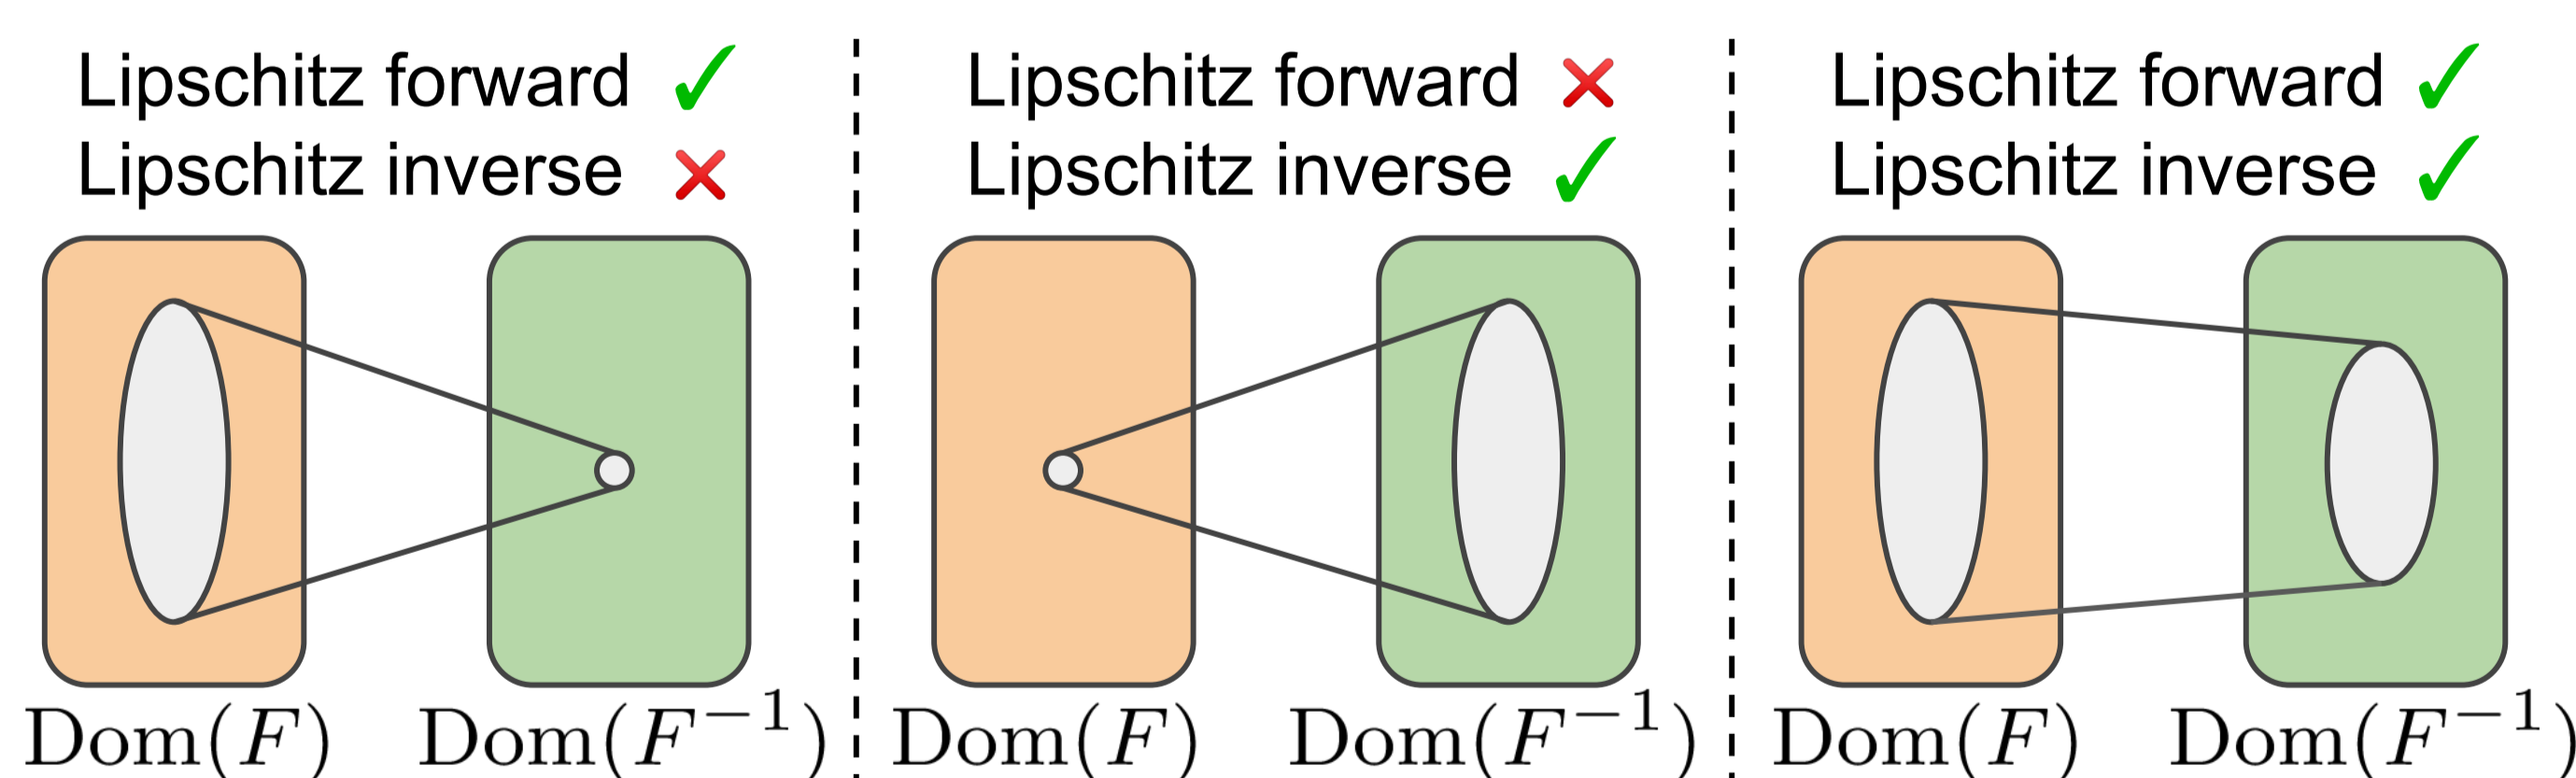 Lipschitz forward ✓
Lipschitz inverse ✗
Dom(F) Dom(F⁻¹)
Lipschitz forward ✗
Lipschitz inverse ✓
Dom(F) Dom(F⁻¹)
Lipschitz forward ✓
Lipschitz inverse ✓
Dom(F) Dom(F⁻¹)